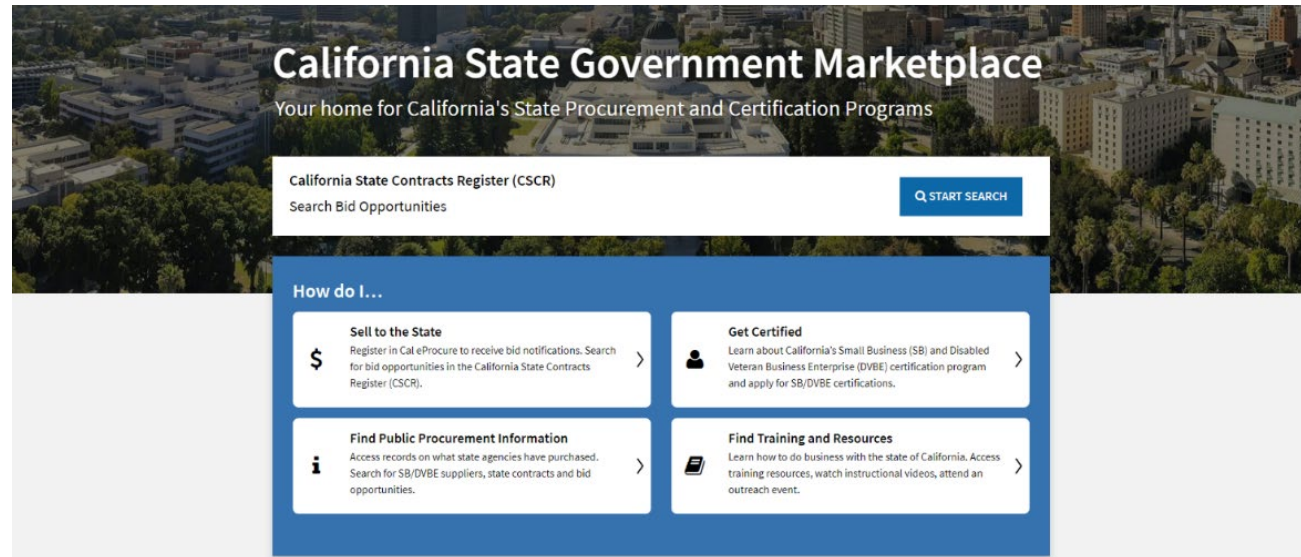 California State Government Marketplace
Your home for California's State Procurement and Certification Programs
California State Contracts Register (CSCR)
Search Bid Opportunities
START SEARCH
How do I...
Sell to the State
Register in Cal eProcure to receive bid notifications. Search
for bid opportunities in the California State Contracts
Register (CSCR).
Get Certified
Learn about California's Small Business (SB) and Disabled
Veteran Business Enterprise (DVBE) certification program
and apply for SB/DVBE certifications.
Find Public Procurement Information
Access records on what state agencies have purchased.
Search for SB/DVBE suppliers, state contracts and bid
opportunities.
Find Training and Resources
Learn how to do business with the state of California. Access
training resources, watch instructional videos, attend an
outreach event.